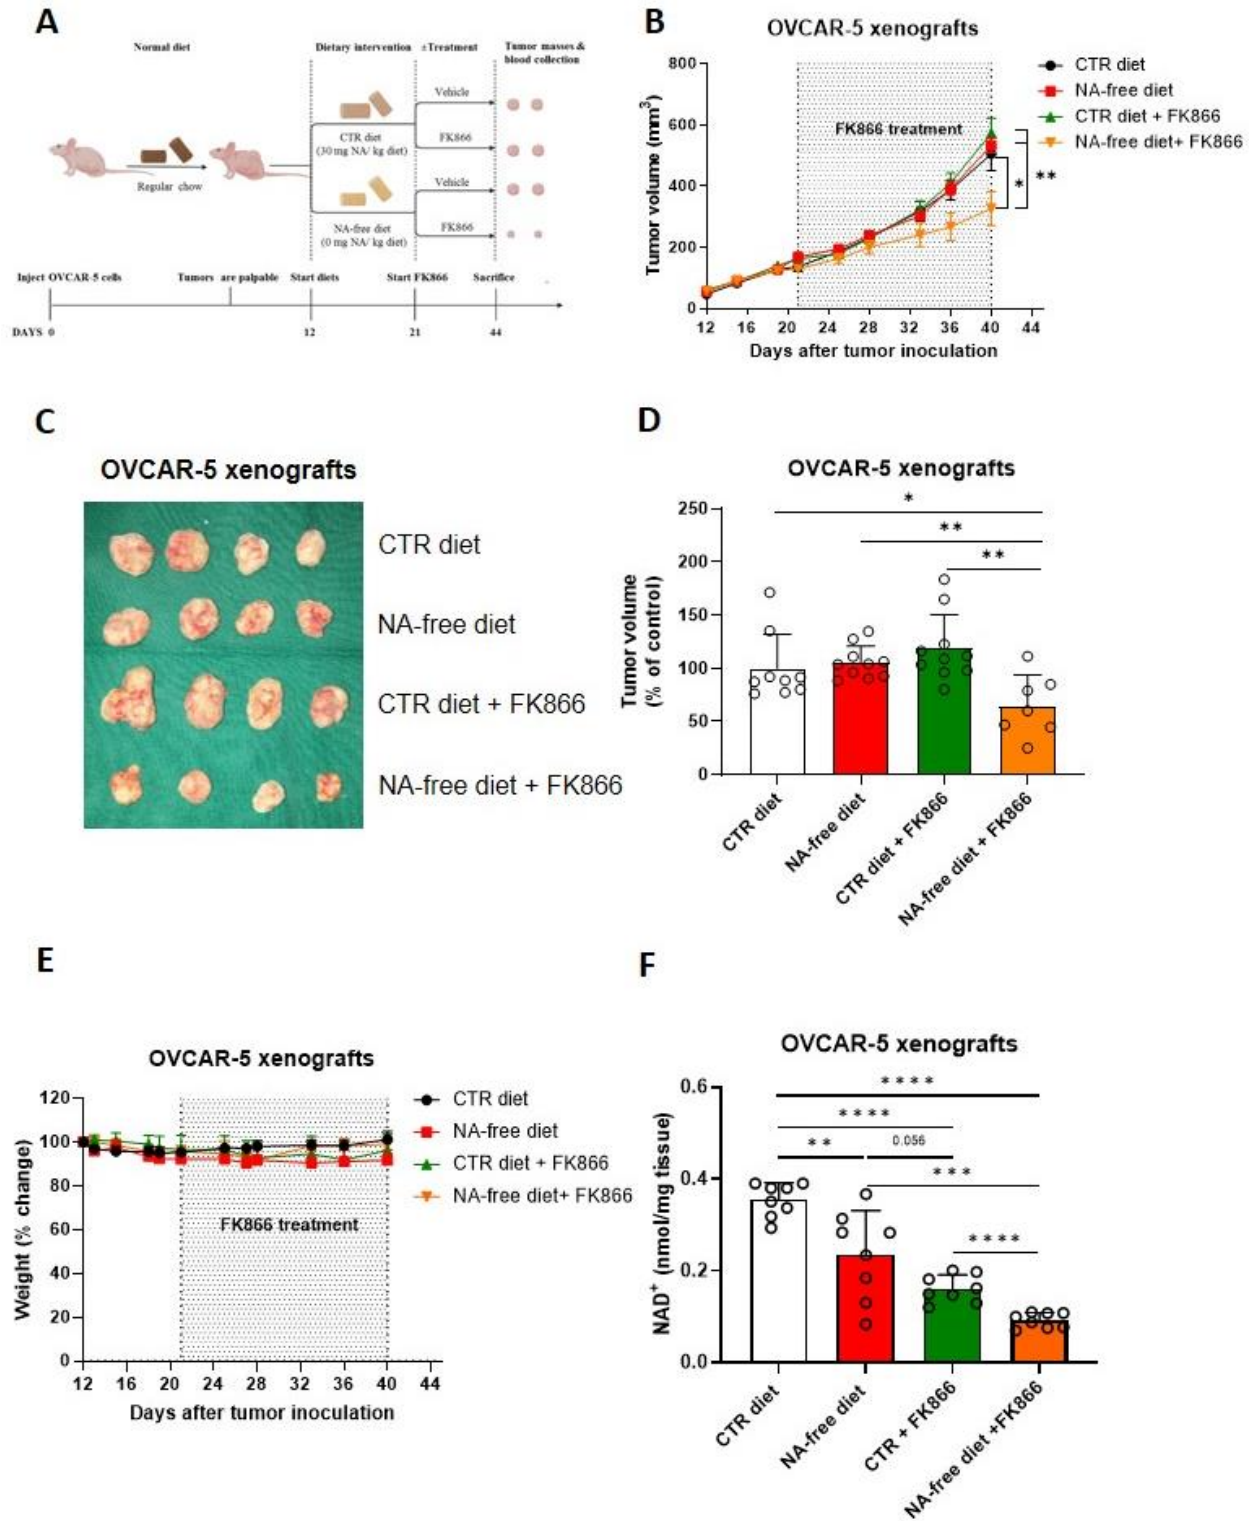 A
Normal diet
Dietary intervention
±Treatment
Tumor masses &
blood collection
Vehicle
CTR diet
(30 mg NA/ kg diet)
FK866
Regular chow
Vehicle
NA-free diet
(0 mg NA/ kg diet)
FK866
Inject OVCAR-5 cells
Tumors are palpable
Start diets
Start FK866
Sacrifice
DAYS 0
12
21
44
B
OVCAR-5 xenografts
CTR diet
NA-free diet
CTR diet + FK866
NA-free diet+ FK866
FK866 treatment
*
**
Tumor volume (mm³)
800
600
400
200
0
12 16 20 24 28 32 36 40 44
Days after tumor inoculation
C
OVCAR-5 xenografts
CTR diet
NA-free diet
CTR diet + FK866
NA-free diet + FK866
D
OVCAR-5 xenografts
*
**
**
Tumor volume
(% of control)
250
200
150
100
50
0
CTR diet
NA-free diet
CTR diet + FK866
NA-free diet + FK866
E
OVCAR-5 xenografts
CTR diet
NA-free diet
CTR diet + FK866
NA-free diet+ FK866
FK866 treatment
Weight (% change)
120
100
80
60
40
20
0
12 16 20 24 28 32 36 40 44
Days after tumor inoculation
F
OVCAR-5 xenografts
****
****
** 0.056
***
****
NAD⁺ (nmol/mg tissue)
0.6
0.4
0.2
0.0
CTR diet
NA-free diet
CTR + FK866
NA-free diet +FK866